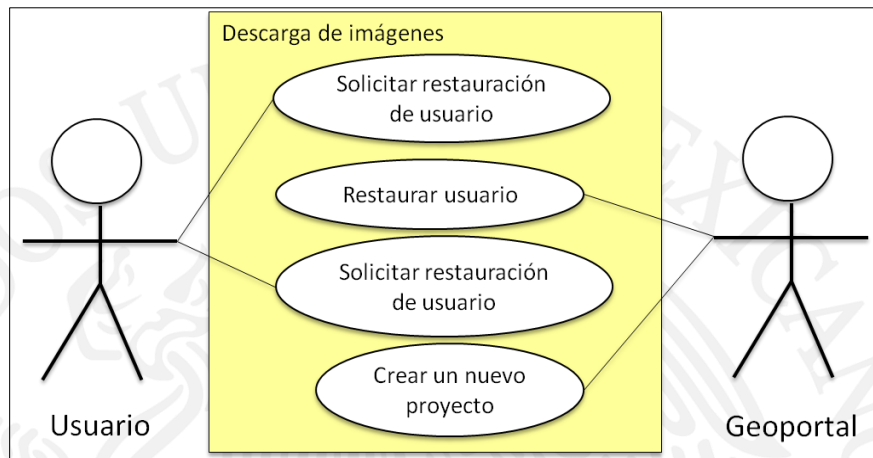 Descarga de imágenes
Solicitar restauración
de usuario
Restaurar usuario
Solicitar restauración
de usuario
Crear un nuevo
proyecto
Usuario
Geoportal